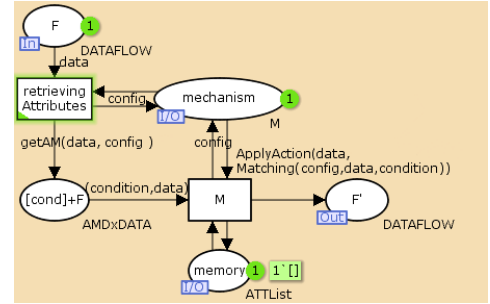 F
1
In
DATAFLOW
data
retrieving
Attributes
config
mechanism
1
I/O
M
getAM(data, config )
config
ApplyAction(data,
Matching(config,data,condition))
[cond]+F
(condition,data)
M
F'
Out
AMDxDATA
DATAFLOW
memory
1
1`[]
I/O
ATTList